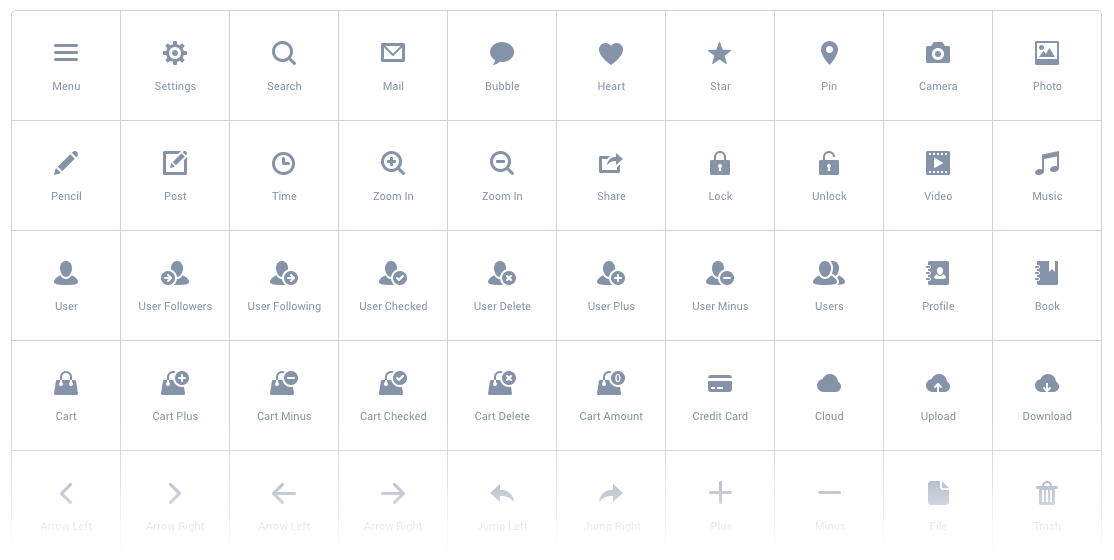 Menu Settings Search Mail Bubble Heart Star Pin Camera Photo
Pencil Post Time Zoom In Zoom In Share Lock Unlock Video Music
User User Followers User Following User Checked User Delete User Plus User Minus Users Profile Book
Cart Cart Plus Cart Minus Cart Checked Cart Delete 0 Cart Amount Credit Card Cloud Upload Download
Arrow Left Arrow Right Arrow Left Arrow Right Jump Left Jump Right Plus Minus File Trash